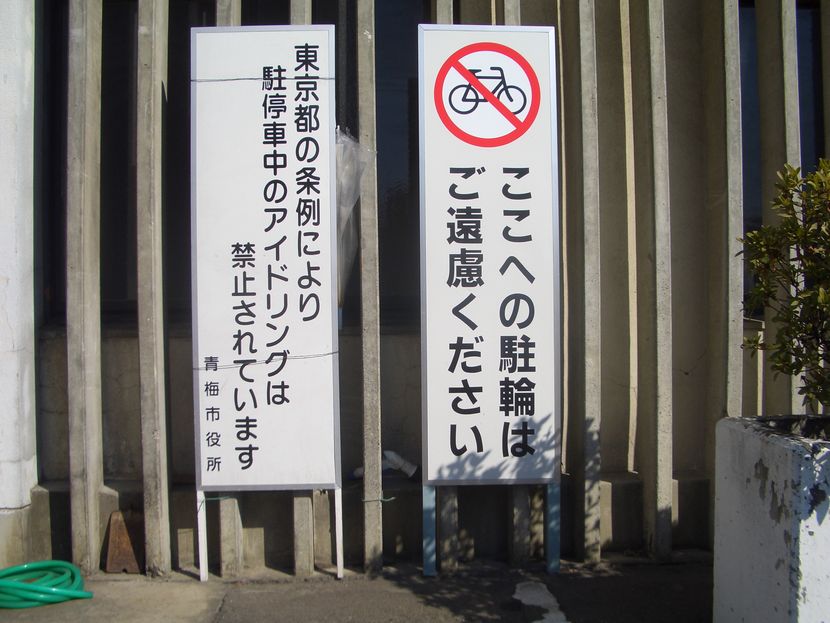 東京都の条例により
駐停車中のアイドリングは
禁止されています
青梅市役所
ここへの駐輪は
ご遠慮ください